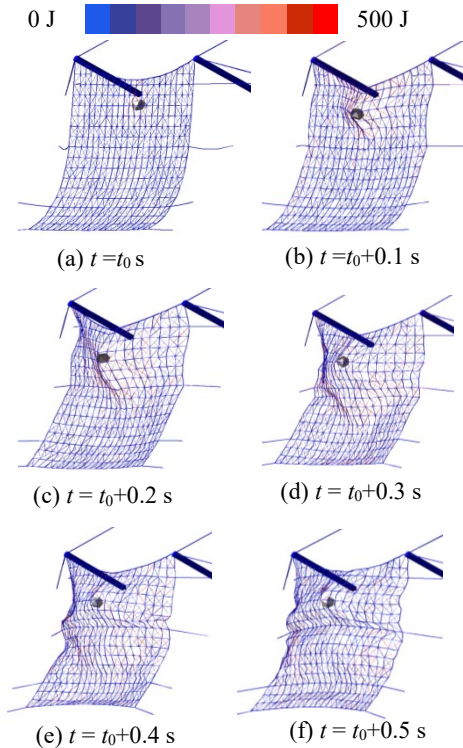 0 J 500 J
(a) t =t0 s
(b) t=t0+0.1 s
(c) t = t0+0.2 s
(d) t = t0+0.3 s
(e) t = t0+0.4 s
(f) t = t0+0.5 s